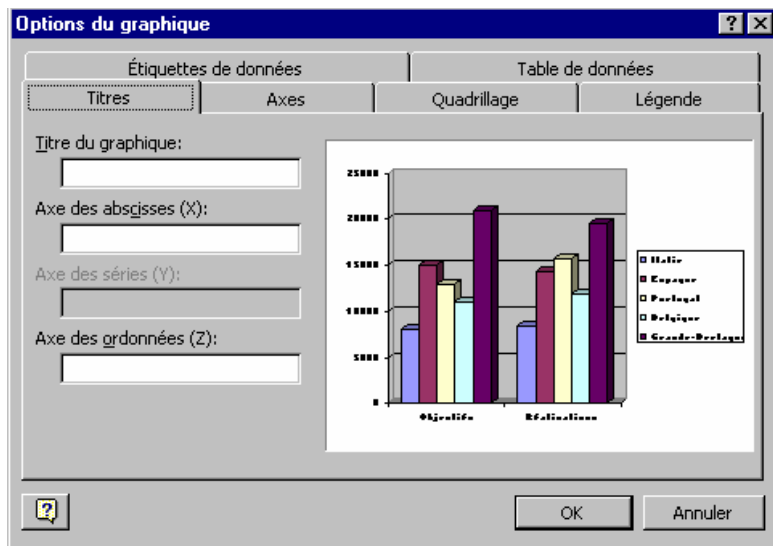 Options du graphique
Étiquettes de données
Table de données
Titres
Axes
Quadrillage
Légende
Titre du graphique:
Axe des abscisses (X):
Axe des séries (Y):
Axe des ordonnées (Z):
25000
20000
15000
10000
5000
0
Objectifs
Réalisations
Italie
Espagne
Portugal
Belgique
Grande-Bretagne
OK
Annuler